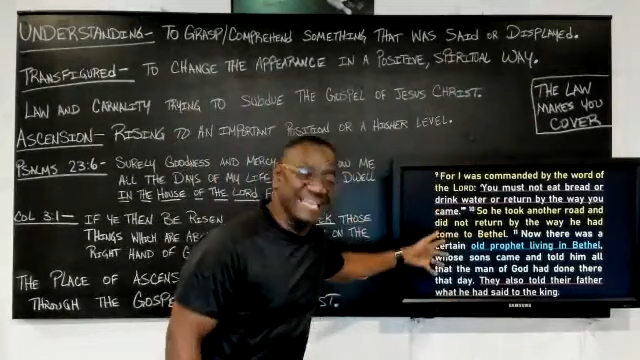 UNDERSTANDING- TO GRASP/COMPREHEND SOMETHING THAT WAS SAID OR DISPLAYED.
TRANSFIGURED- TO CHANGE THE APPEARANCE IN A POSITIVE, SPIRITUAL WAY.
LAW AND CARNALITY TRYING TO SUBDUE THE GOSPEL OF JESUS CHRIST.
ASCENSION- RISING TO AN IMPORTANT POSITION OR A HIGHER LEVEL.
PSALMS 23:6- SURELY GOODNESS AND MERCY ME
ALL THE DAYS OF MY LIFE DWELL
IN THE HOUSE OF THE LORD
COL 3:1- IF YE THEN BE RISEN THOSE
THINGS WHICH ARE ON THE
RIGHT HAND OF
THE PLACE OF
THROUGH THE
THE LAW
MAKES YOU
COVER
⁹ For I was commanded by the word of
the LORD: 'You must not eat bread or
drink water or return by the way you
came.'" ¹⁰ So he took another road and
did not return by the way he had
come to Bethel. ¹¹ Now there was a
certain old prophet living in Bethel,
whose sons came and told him all
that the man of God had done there
that day. They also told their father
what he had said to the king.
SAMSUNG